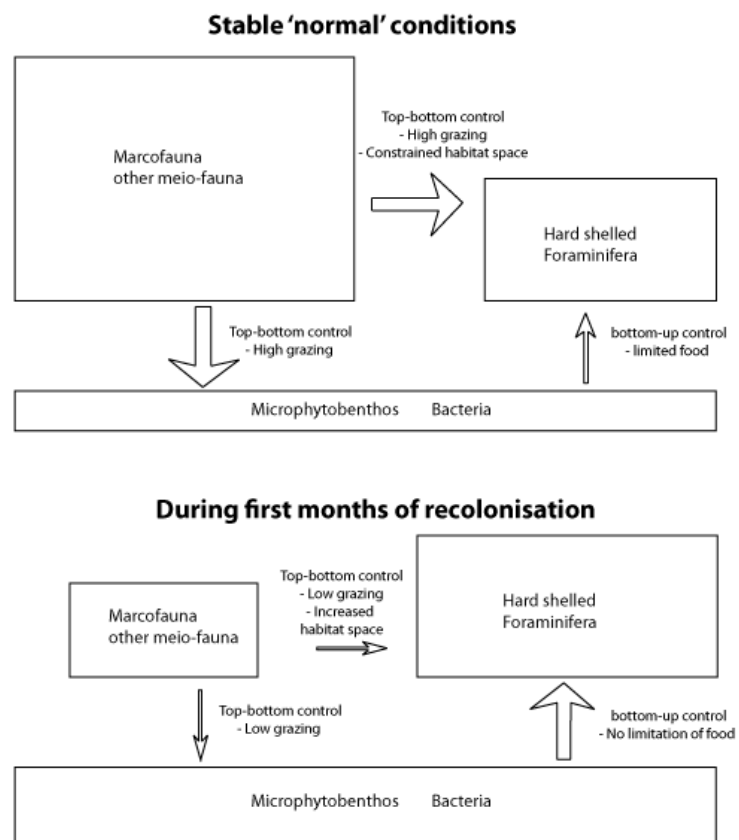 Stable ‘normal’ conditions
Marcofauna
other meio-fauna
Top-bottom control
- High grazing
- Constrained habitat space
Hard shelled
Foraminifera
Top-bottom control
- High grazing
bottom-up control
- limited food
Microphytobenthos Bacteria
During first months of recolonisation
Marcofauna
other meio-fauna
Top-bottom control
- Low grazing
- Increased
habitat space
Hard shelled
Foraminifera
Top-bottom control
- Low grazing
bottom-up control
- No limitation of food
Microphytobenthos Bacteria